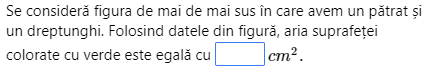 Se consideră figura de mai de mai sus în care avem un pătrat și
un dreptunghi. Folosind datele din figură, aria suprafeței
colorate cu verde este egală cu cm².